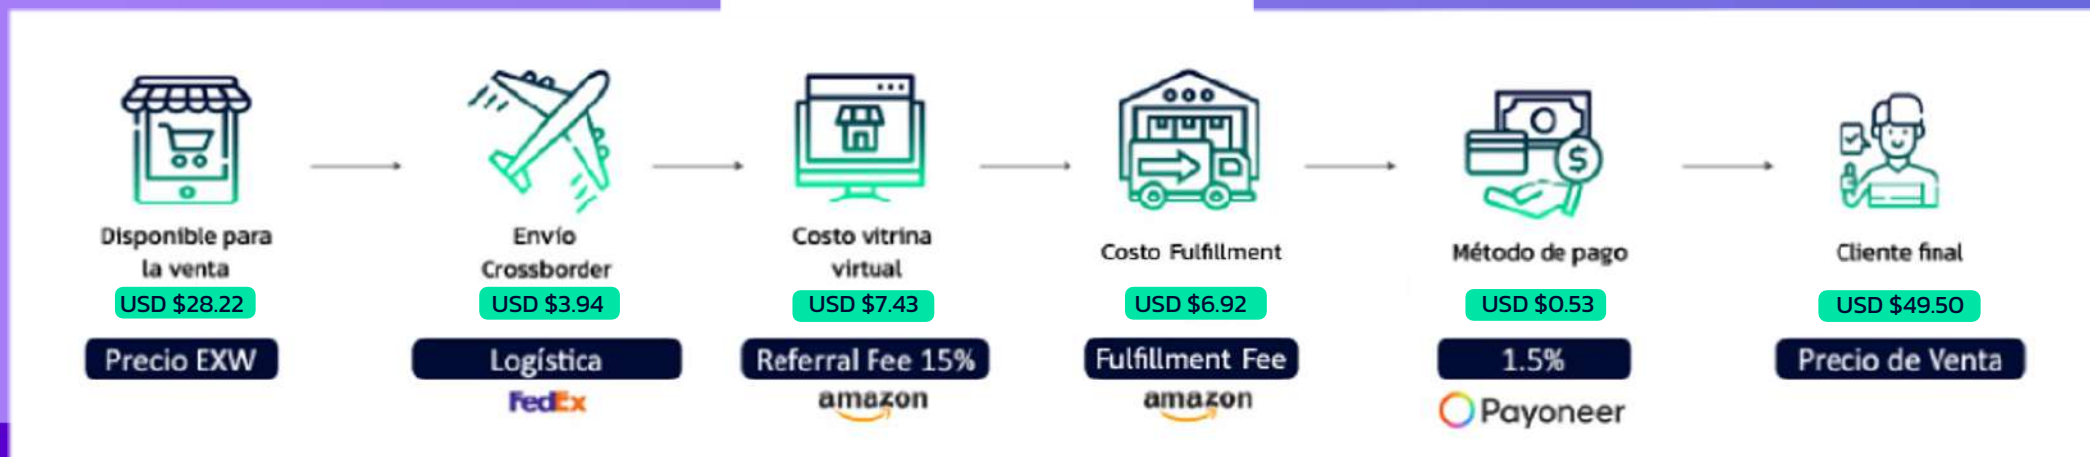 Disponible para
la venta
USD $28.22
Precio EXW
Envío
Crossborder
USD $3.94
Logística
FedEx
Costo vitrina
virtual
USD $7.43
Referral Fee 15%
amazon
Costo Fulfillment
USD $6.92
Fulfillment Fee
amazon
Método de pago
USD $0.53
1.5%
Payoneer
Cliente final
USD $49.50
Precio de Venta